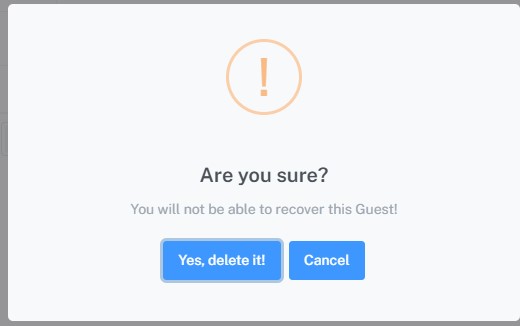 !
Are you sure?
You will not be able to recover this Guest!
Yes, delete it!
Cancel